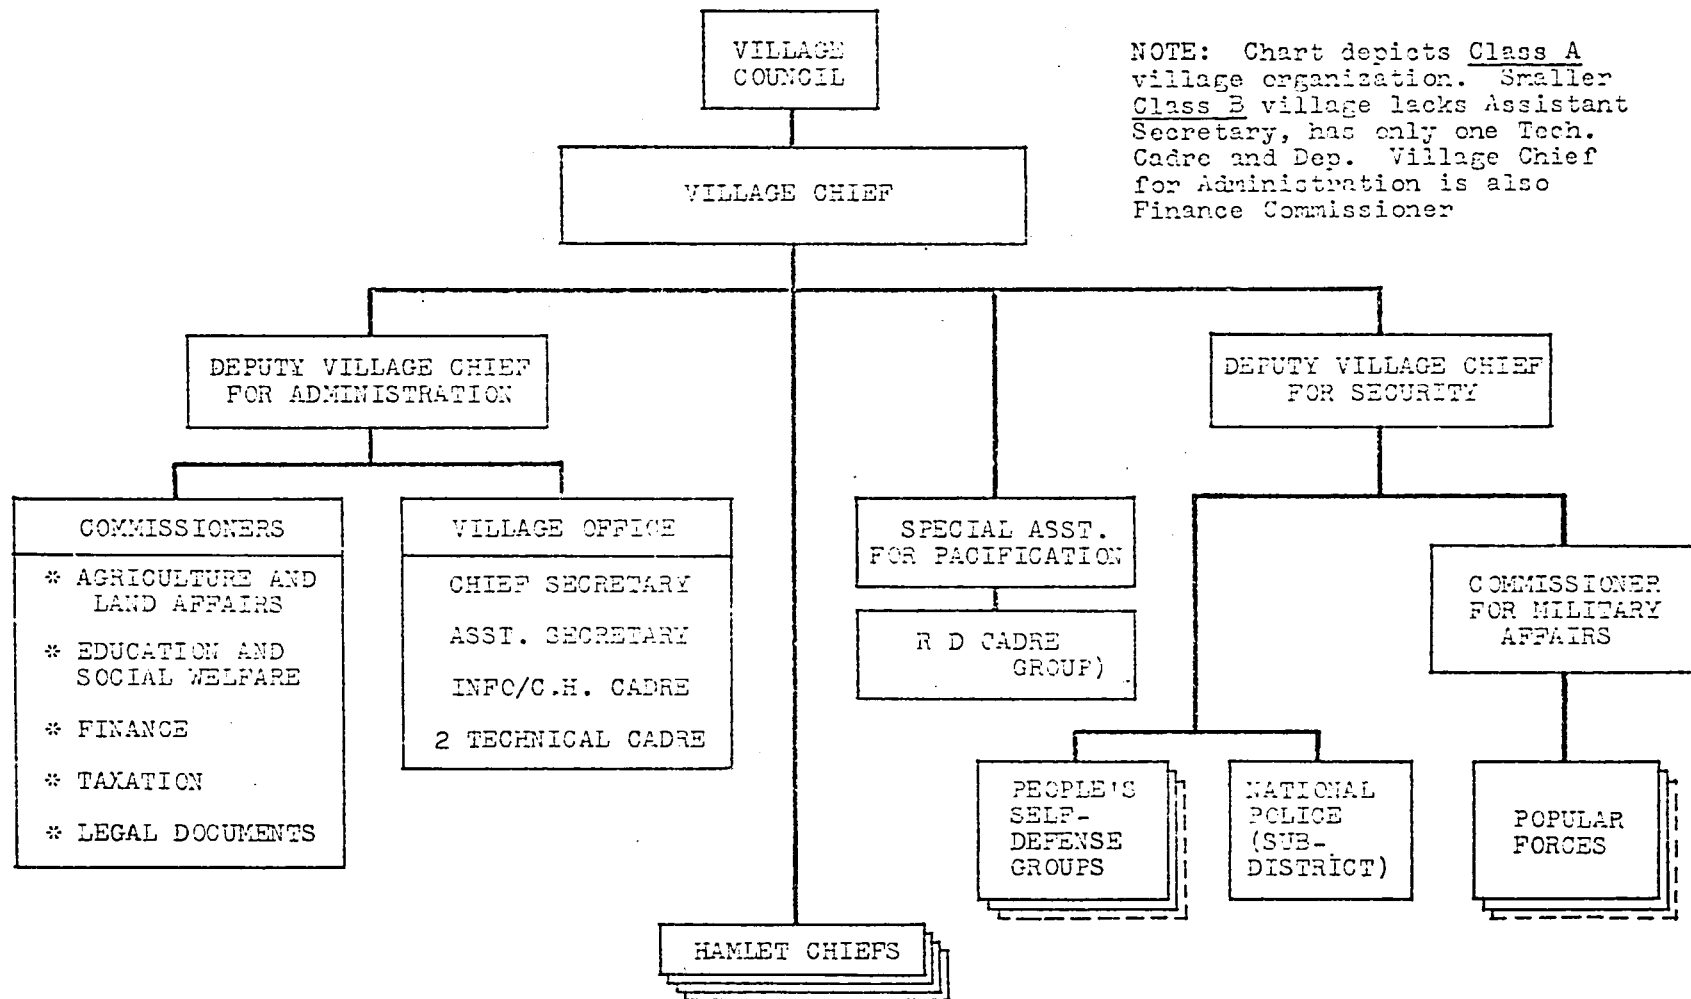 VILLAGE
COUNCIL
NOTE: Chart depicts Class A
village organization. Smaller
Class B village lacks Assistant
Secretary, has only one Tech.
Cadre and Dep. Village Chief
for Administration is also
Finance Commissioner
VILLAGE CHIEF
DEPUTY VILLAGE CHIEF
FOR ADMINISTRATION
DEPUTY VILLAGE CHIEF
FOR SECURITY
COMMISSIONERS
* AGRICULTURE AND
LAND AFFAIRS
* EDUCATION AND
SOCIAL WELFARE
* FINANCE
* TAXATION
* LEGAL DOCUMENTS
VILLAGE OFFICE
CHIEF SECRETARY
ASST. SECRETARY
INFO/C.H. CADRE
2 TECHNICAL CADRE
SPECIAL ASST.
FOR PACIFICATION
R D CADRE
GROUP)
COMMISSIONER
FOR MILITARY
AFFAIRS
PEOPLE'S
SELF-
DEFENSE
GROUPS
NATIONAL
POLICE
(SUB-
DISTRICT)
POPULAR
FORCES
HAMLET CHIEFS